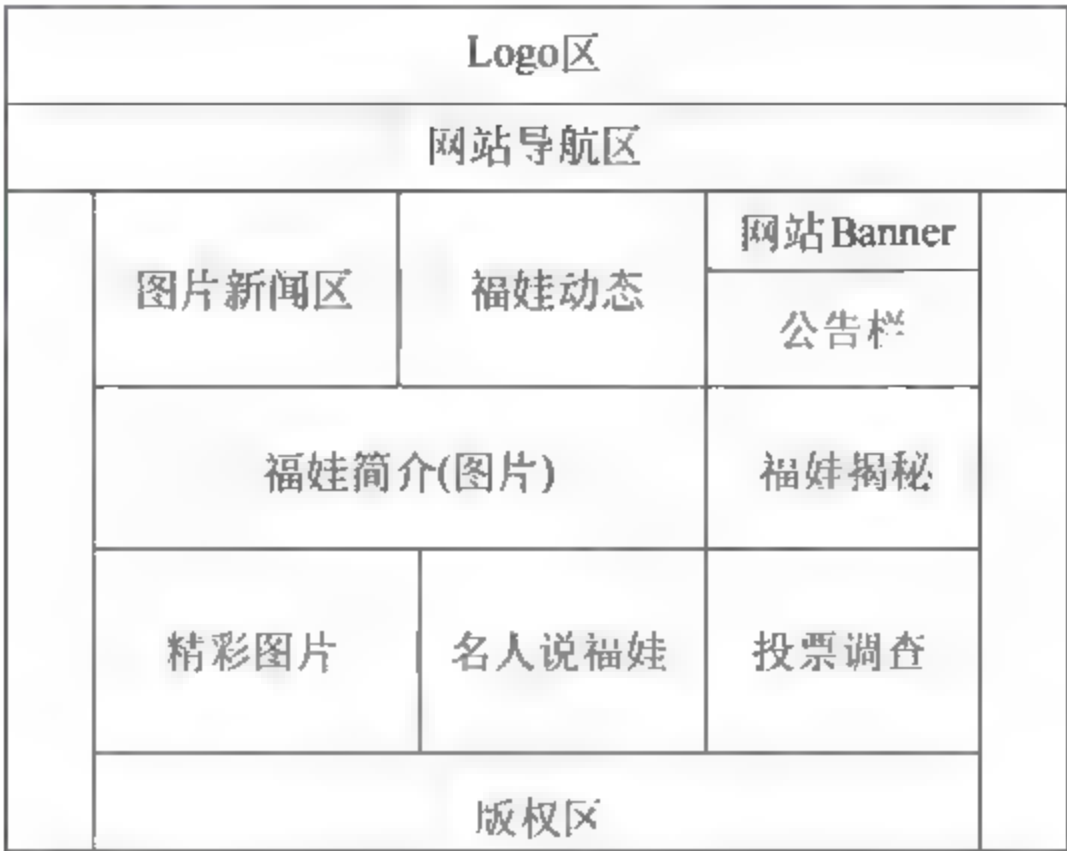 Logo区
网站导航区
图片新闻区
福娃动态
网站Banner
公告栏
福娃简介(图片)
福娃揭秘
精彩图片
名人说福娃
投票调查
版权区